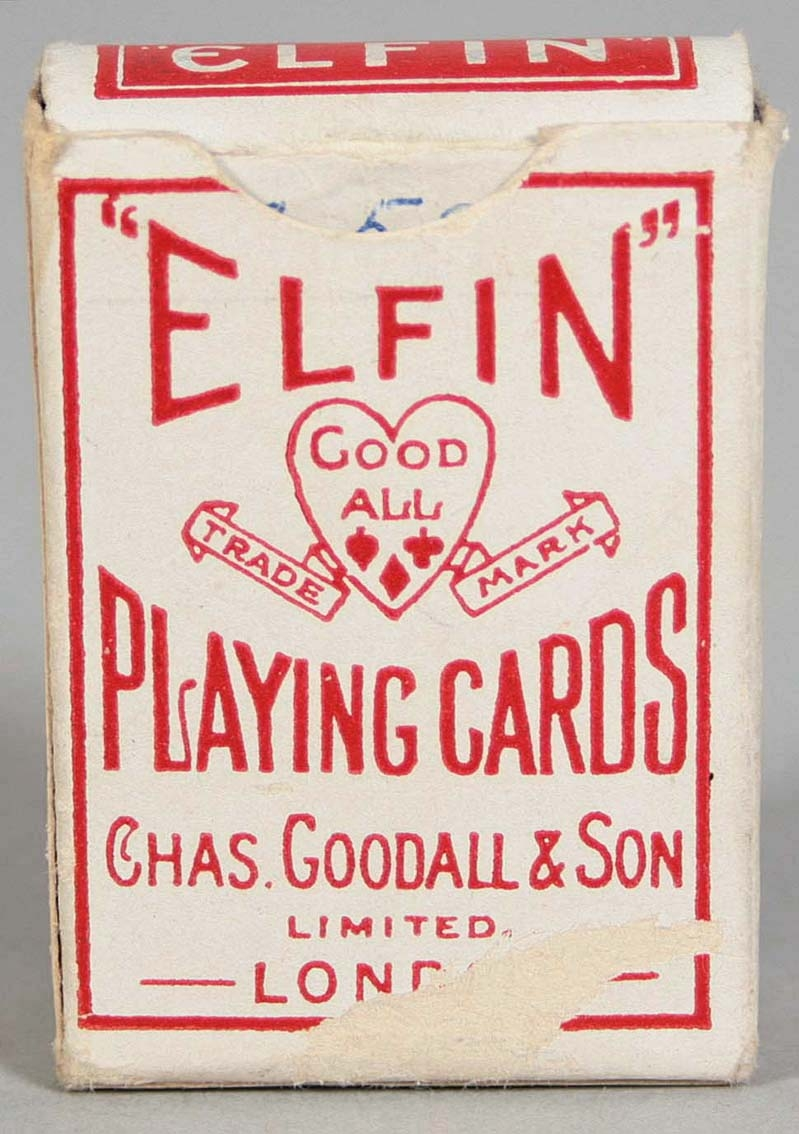 "ELFIN"
"ELFIN"
GOOD
ALL
TRADE MARK
PLAYING CARDS
CHAS. GOODALL & SON
LIMITED.